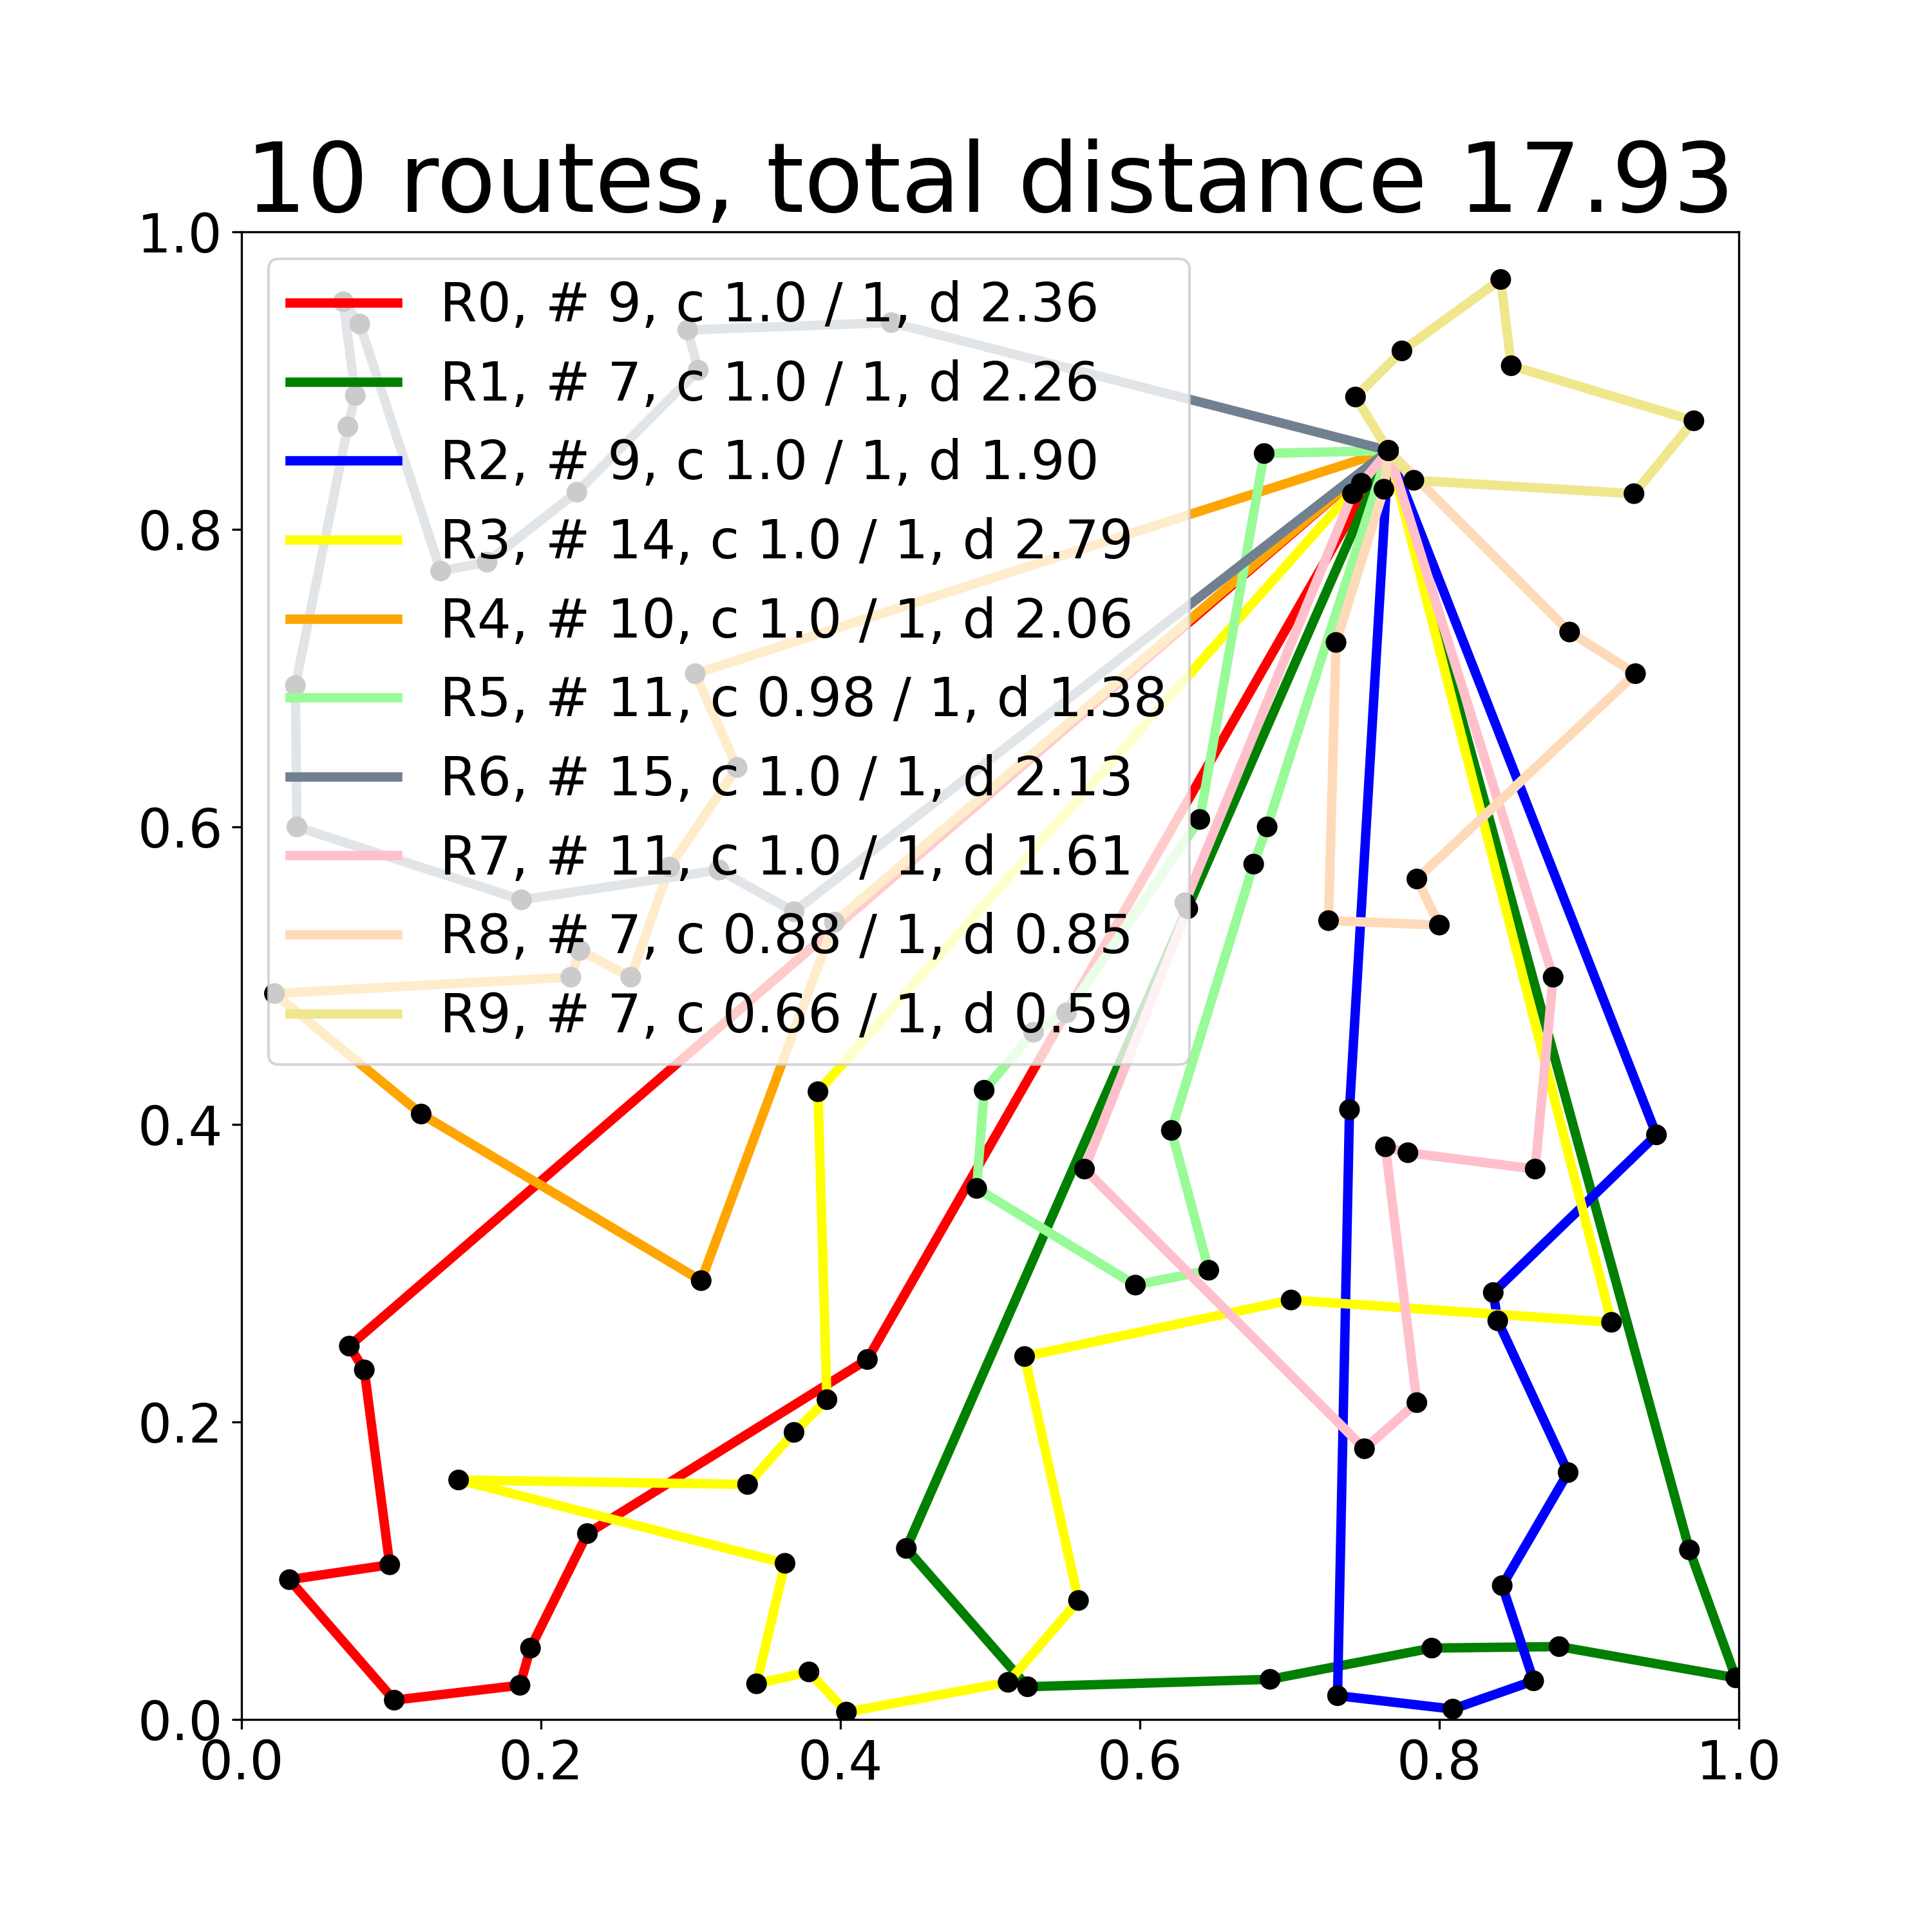 10 routes, total distance 17.93
1.0
0.8
0.6
0.4
0.2
0.0
R0, # 9, c 1.0 / 1, d 2.36
R1, # 7, c 1.0 / 1, d 2.26
R2, # 9, c 1.0 / 1, d 1.90
R3, # 14, c 1.0 / 1, d 2.79
R4, # 10, c 1.0 / 1, d 2.06
R5, # 11, c 0.98 / 1, d 1.38
R6, # 15, c 1.0 / 1, d 2.13
R7, # 11, c 1.0 / 1, d 1.61
R8, # 7, c 0.88 / 1, d 0.85
R9, # 7, c 0.66 / 1, d 0.59
0.0 0.2 0.4 0.6 0.8 1.0